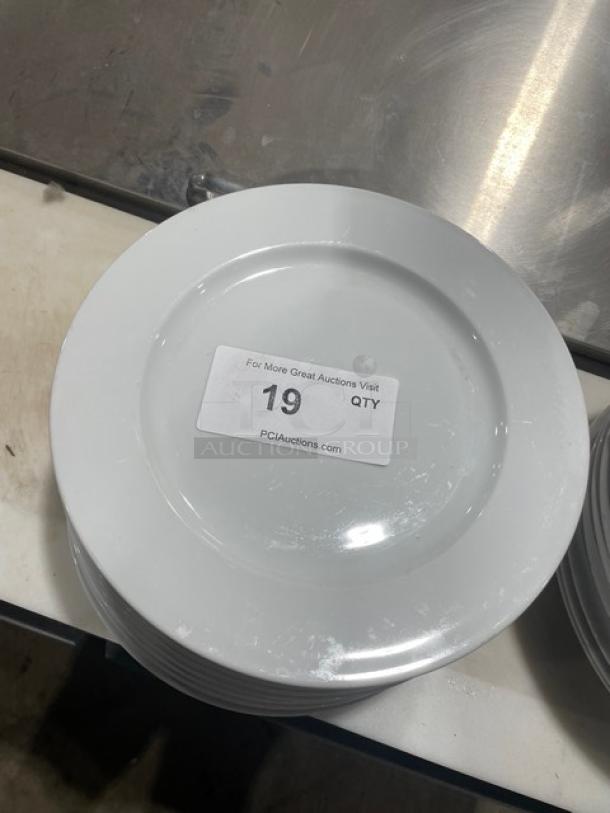 For More Great Auctions Visit
19 QTY
PCIAuctions.com
PCI
AUCTION GROUP